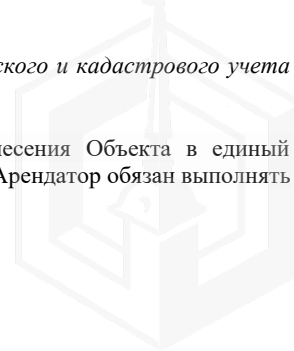 ского и кадастрового учета
несения Объекта в единый
Арендатор обязан выполнять